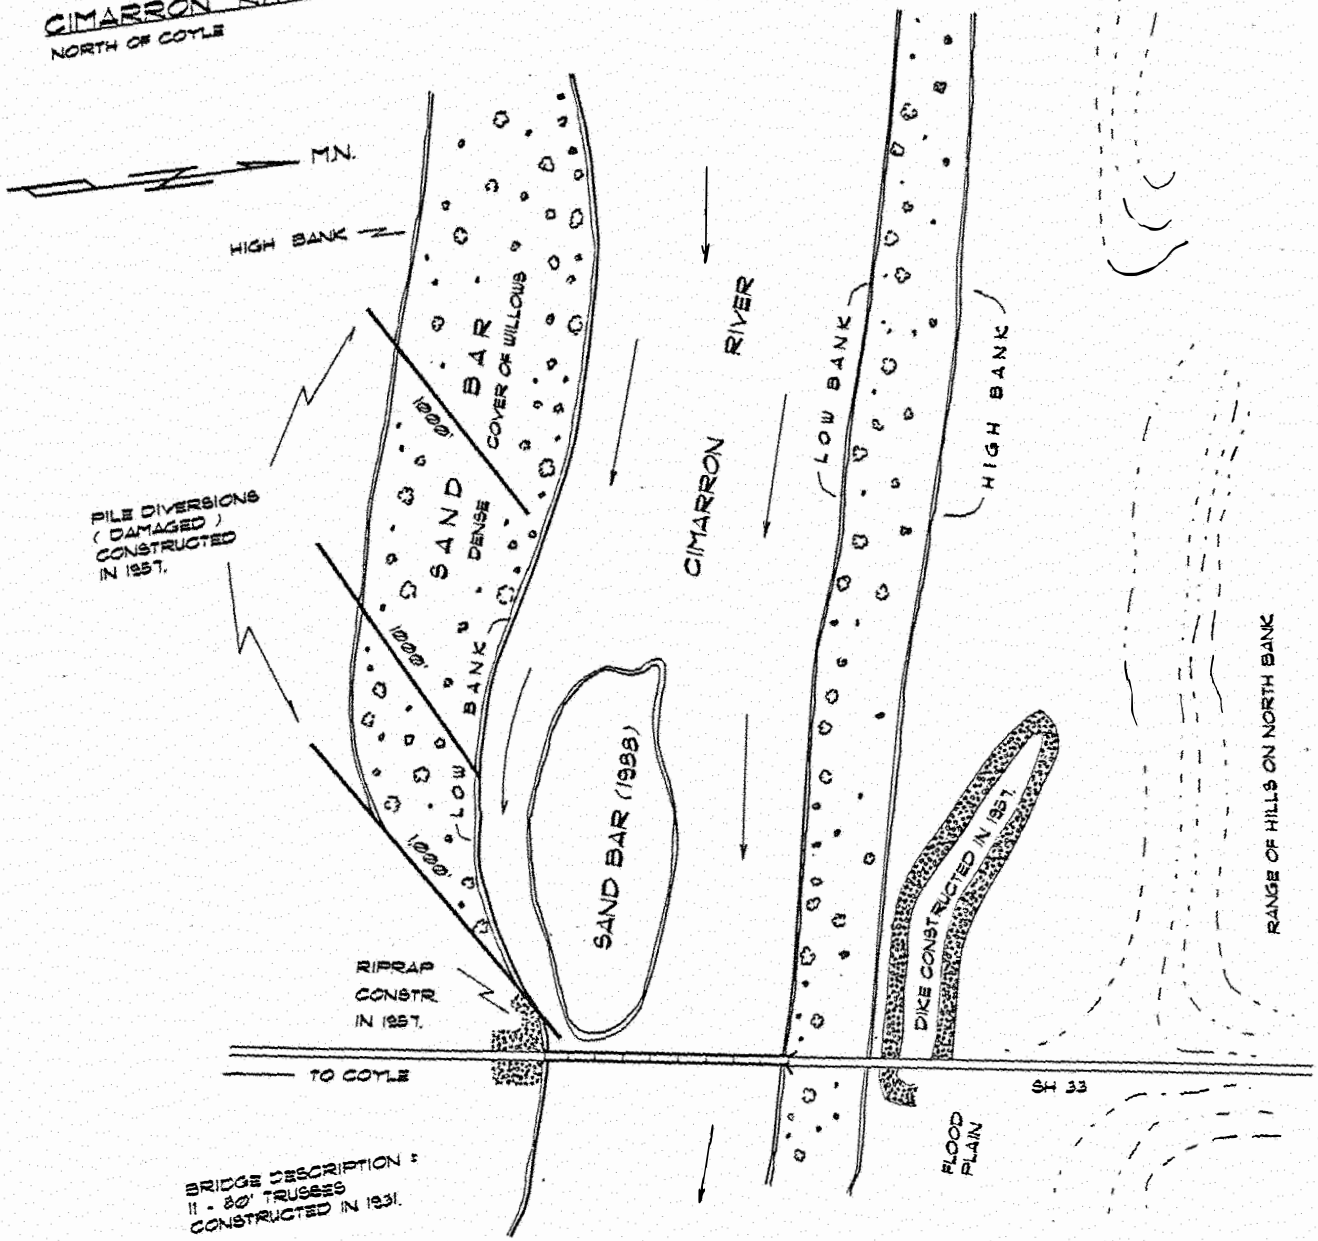 CIMARRON
NORTH OF COYLE
M.N.
HIGH BANK
SAND BAR
DENSE COVER OF WILLOWS
1000'
1000'
1,000'
PILE DIVERSIONS
( DAMAGED )
CONSTRUCTED
IN 1957.
LOW BANK
CIMARRON RIVER
LOW BANK
HIGH BANK
SAND BAR (1988)
DIKE CONSTRUCTED IN 1957.
RANGE OF HILLS ON NORTH BANK
RIPRAP
CONSTR.
IN 1957.
TO COYLE
SH 33
FLOOD
PLAIN
BRIDGE DESCRIPTION :
11 - 80' TRUSSES
CONSTRUCTED IN 1931.